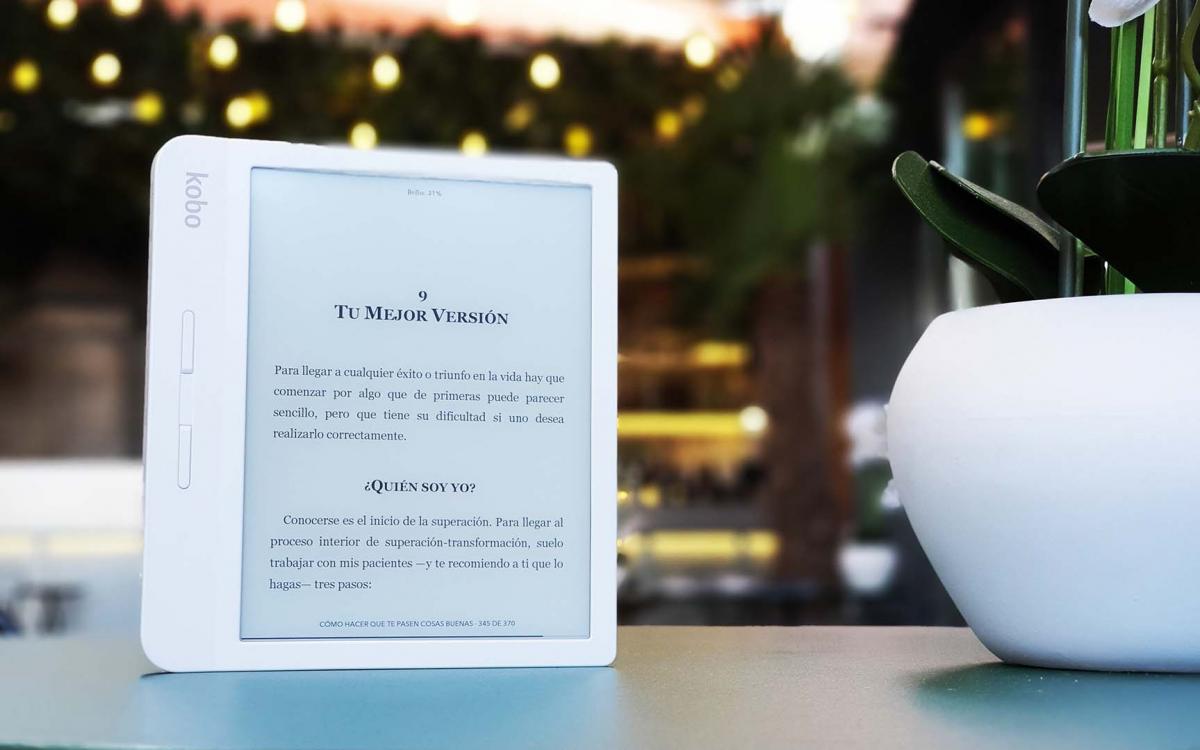 kobo
Brillo: 31%
9
TU MEJOR VERSIÓN
Para llegar a cualquier éxito o triunfo en la vida hay que
comenzar por algo que de primeras puede parecer
sencillo, pero que tiene su dificultad si uno desea
realizarlo correctamente.
¿QUIÉN SOY YO?
Conocerse es el inicio de la superación. Para llegar al
proceso interior de superación-transformación, suelo
trabajar con mis pacientes —y te recomiendo a ti que lo
hagas— tres pasos:
CÓMO HACER QUE TE PASEN COSAS BUENAS · 345 DE 370